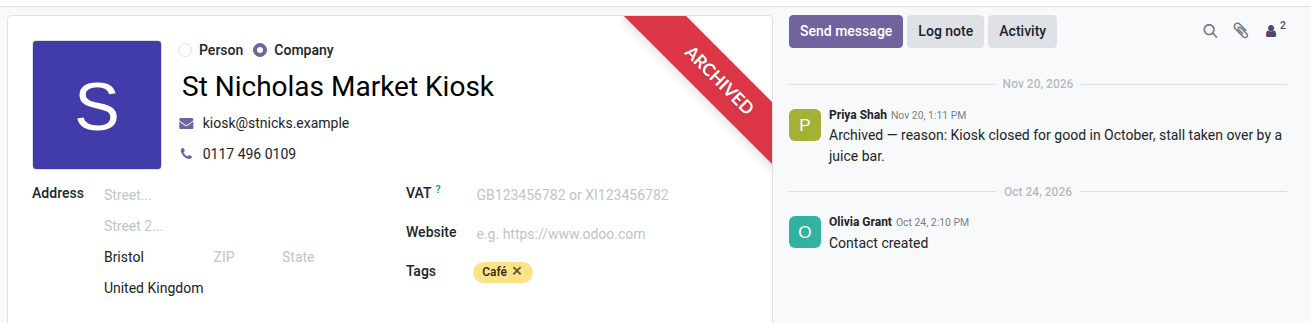 S
Person Company
St Nicholas Market Kiosk
kiosk@stnicks.example
0117 496 0109
ARCHIVED
Address
Street...
Street 2...
Bristol ZIP State
United Kingdom
VAT ? GB123456782 or XI123456782
Website e.g. https://www.odoo.com
Tags Café ✕
Send message Log note Activity 2
Nov 20, 2026
P
Priya Shah Nov 20, 1:11 PM
Archived — reason: Kiosk closed for good in October, stall taken over by a
juice bar.
Oct 24, 2026
O
Olivia Grant Oct 24, 2:10 PM
Contact created